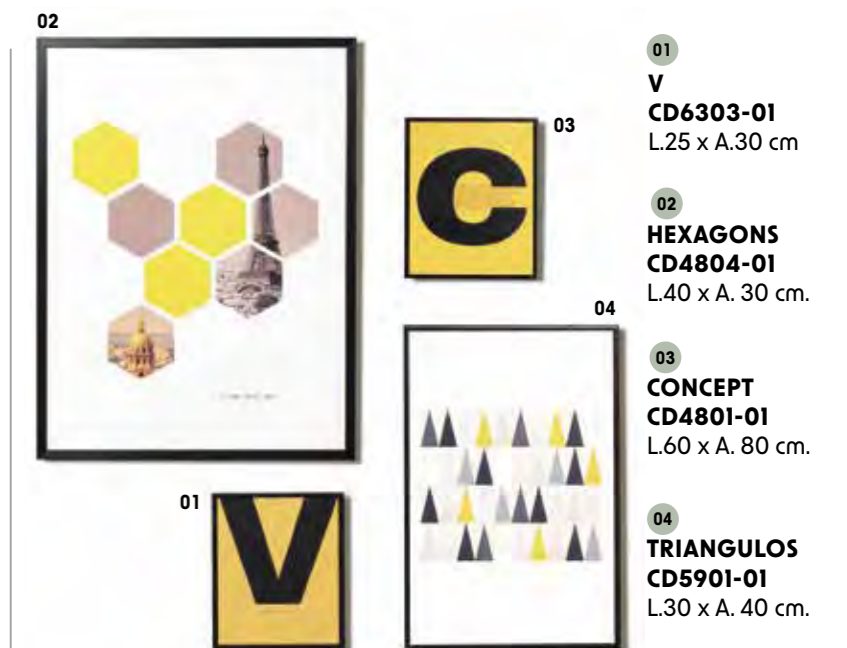 02
03
C
04
01
V
01
V
CD6303-01
L.25 x A.30 cm
02
HEXAGONS
CD4804-01
L.40 x A. 30 cm.
03
CONCEPT
CD4801-01
L.60 x A. 80 cm.
04
TRIANGULOS
CD5901-01
L.30 x A. 40 cm.